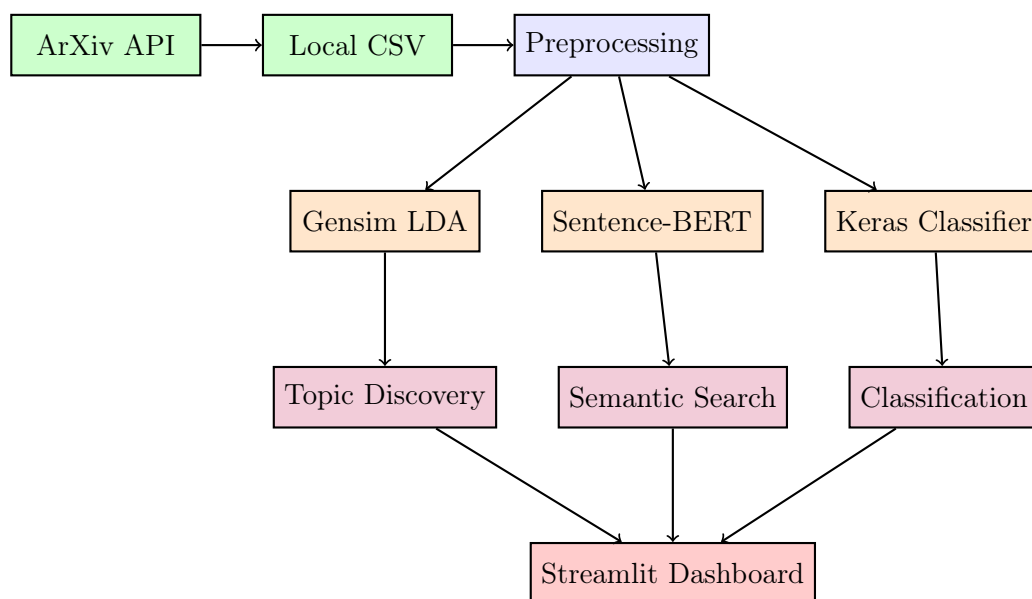 ArXiv API
Local CSV
Preprocessing
Gensim LDA
Sentence-BERT
Keras Classifier
Topic Discovery
Semantic Search
Classification
Streamlit Dashboard